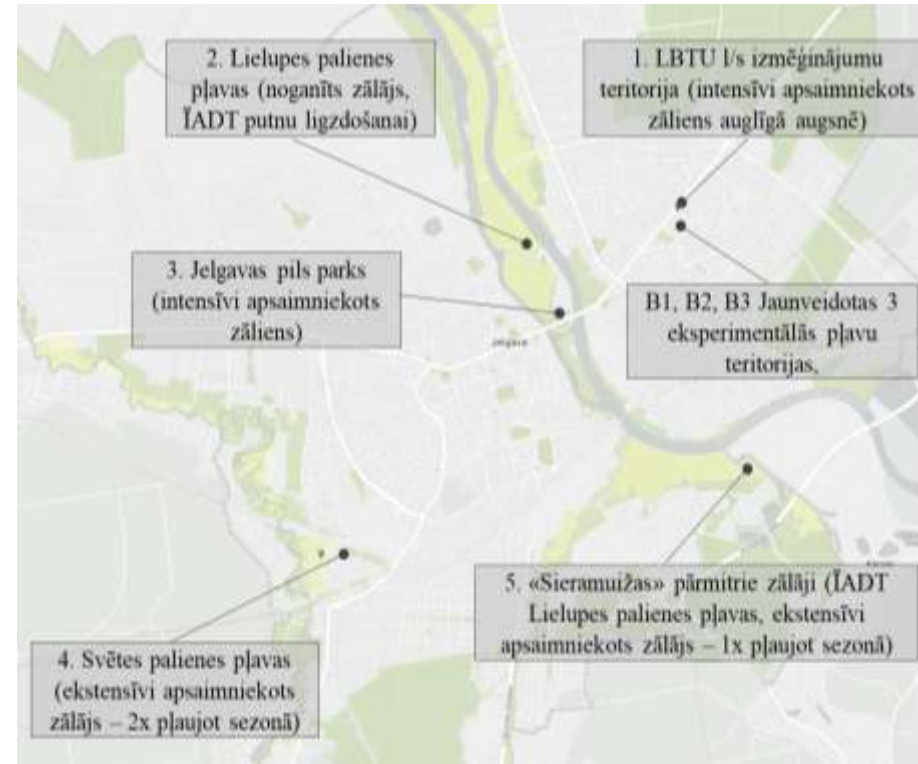 2. Lielupes palienes
pļavas (noganīts zālājs,
ĪADT putnu ligzdošanai)
1. LBTU l/s izmēģinājumu
teritorija (intensīvi apsaimniekots
zāliens auglīgā augsnē)
3. Jelgavas pils parks
(intensīvi apsaimniekots
zāliens)
B1, B2, B3 Jaunveidotas 3
eksperimentālās pļavu
teritorijas,
Jelgava
5. «Sieramuižas» pārmitrie zālāji (ĪADT
Lielupes palienes pļavas, ekstensīvi
apsaimniekots zālājs – 1x pļaujot sezonā)
4. Svētes palienes pļavas
(ekstensīvi apsaimniekots
zālājs – 2x pļaujot sezonā)